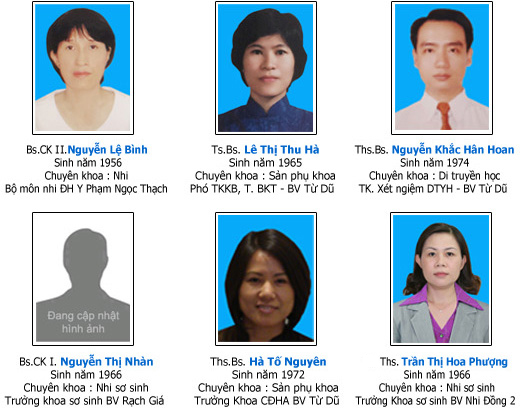 Bs.CK II.Nguyễn Lệ Bình
Sinh năm 1956
Chuyên khoa : Nhi
Bộ môn nhi ĐH Y Phạm Ngọc Thạch
Ts.Bs. Lê Thị Thu Hà
Sinh năm 1965
Chuyên khoa : Sản phụ khoa
Phó TKKB, T. BKT - BV Từ Dũ
Ths.Bs. Nguyễn Khắc Hân Hoan
Sinh năm 1974
Chuyên khoa : Di truyền học
TK. Xét ngiệm DTYH - BV Từ Dũ
Đang cập nhật
hình ảnh
Bs.CK I. Nguyễn Thị Nhàn
Sinh năm 1966
Chuyên khoa : Nhi sơ sinh
Trưởng khoa sơ sinh BV Rạch Giá
Ths.Bs. Hà Tố Nguyên
Sinh năm 1972
Chuyên khoa : Sản phụ khoa
Trưởng Khoa CĐHA BV Từ Dũ
Ths. Trần Thị Hoa Phượng
Sinh năm 1966
Chuyên khoa : Nhi sơ sinh
Trưởng Khoa sơ sinh BV Nhi Đồng 2